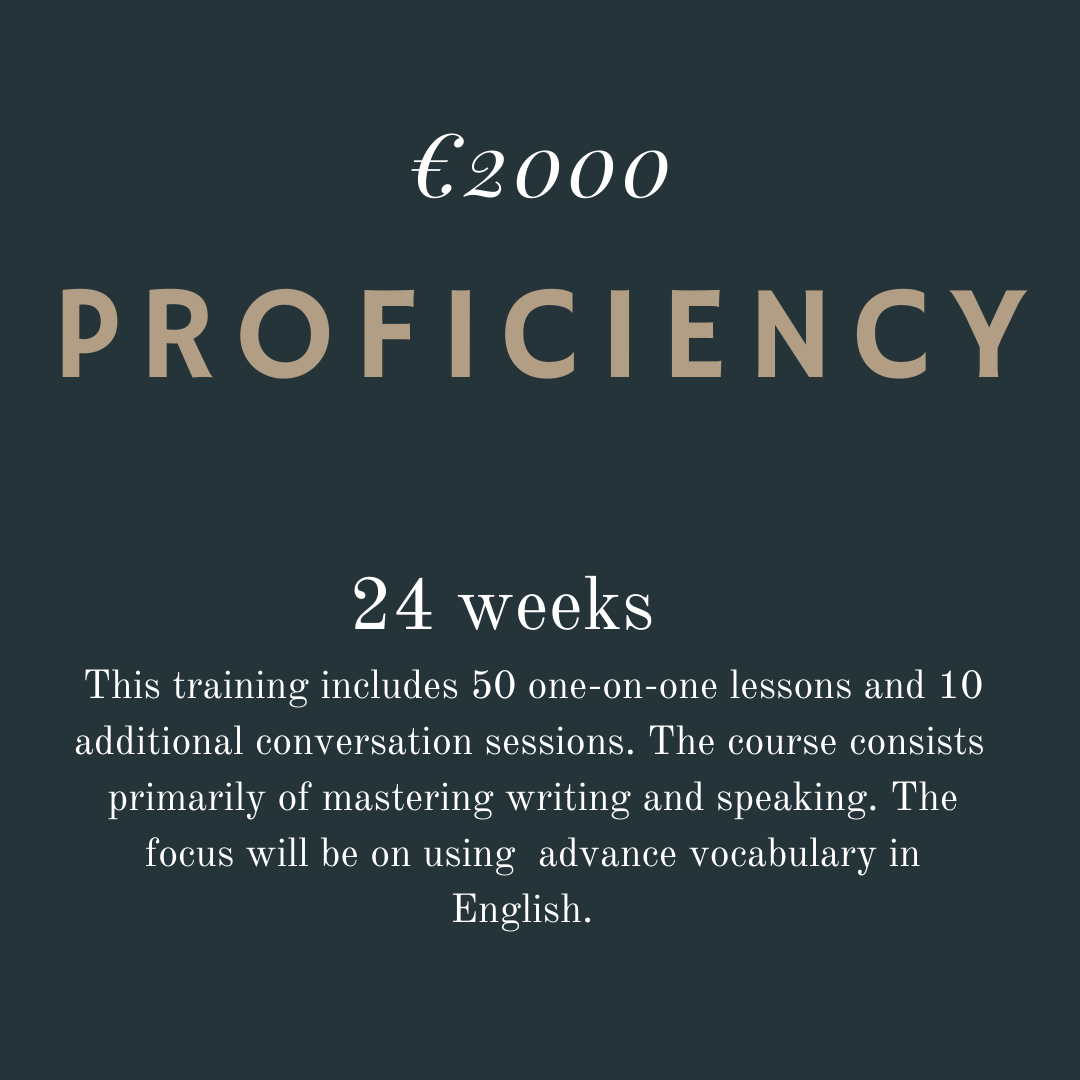 €2000
PROFICIENCY
24 weeks
This training includes 50 one-on-one lessons and 10
additional conversation sessions. The course consists
primarily of mastering writing and speaking. The
focus will be on using  advance vocabulary in
English.